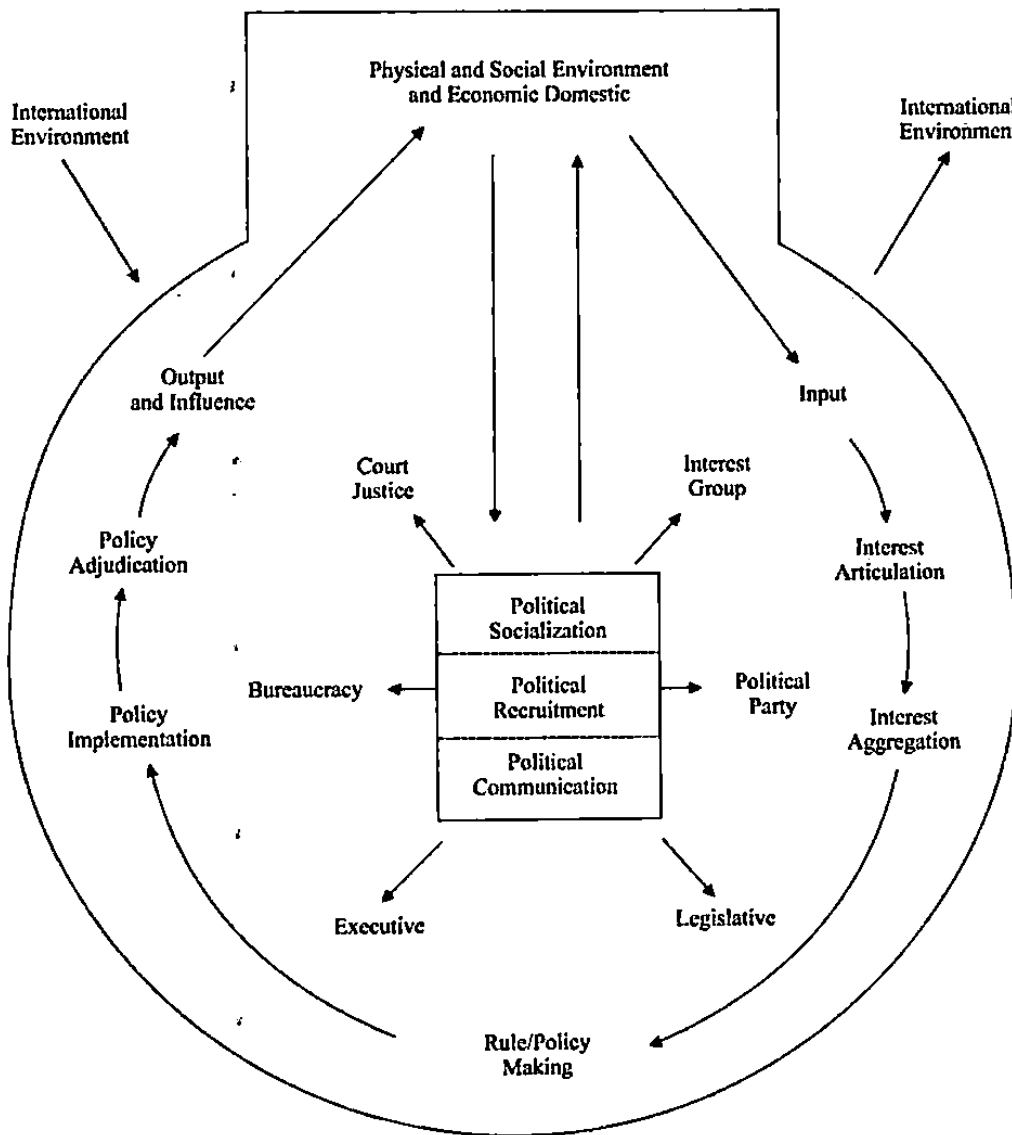 Physical and Social Environment
and Economic Domestic
International
Environment
International
Environment
Output
and Influence
Input
Court
Justice
Interest
Group
Policy
Adjudication
Interest
Articulation
Political
Socialization
Bureaucracy
Political
Recruitment
Political
Party
Policy
Implementation
Interest
Aggregation
Political
Communication
Executive
Legislative
Rule/Policy
Making